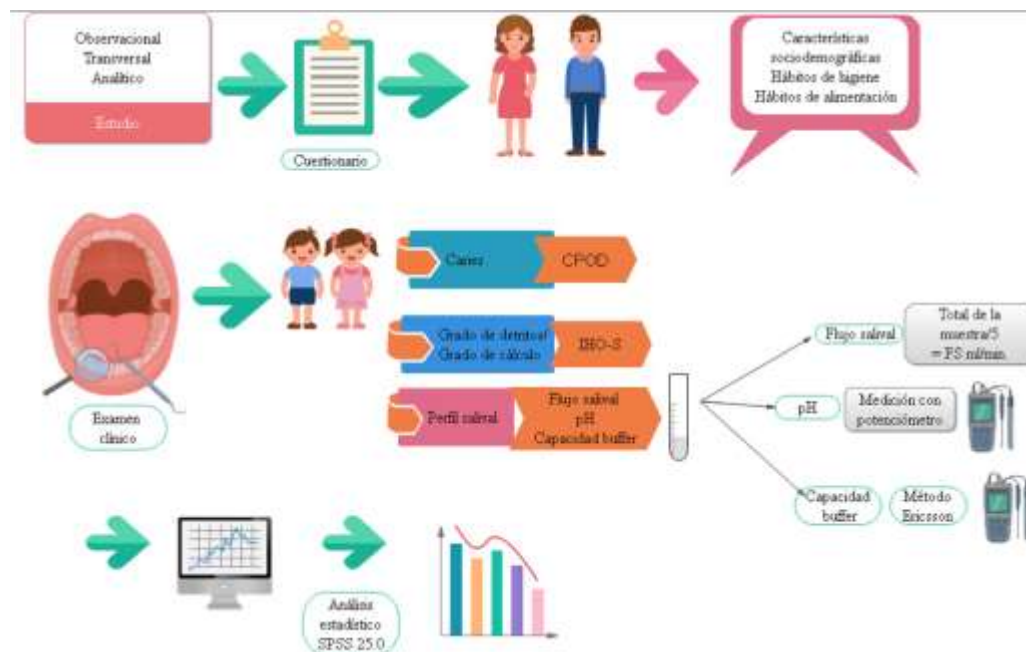 Observacional
Transversal
Analítico
Estudio
Cuestionario
Características
sociodemográficas
Hábitos de higiene
Hábitos de alimentación
Examen
clínico
Caries
CPOD
Grado de detritos/
Grado de cálculo
IHO-S
Perfil salival
Flujo salival
pH
Capacidad buffer
Flujo salival
Total de la
muestra/5
= FS ml/min
pH
Medición con
potenciómetro
Capacidad
buffer
Método
Ericsson
Análisis
estadístico
SPSS 25.0